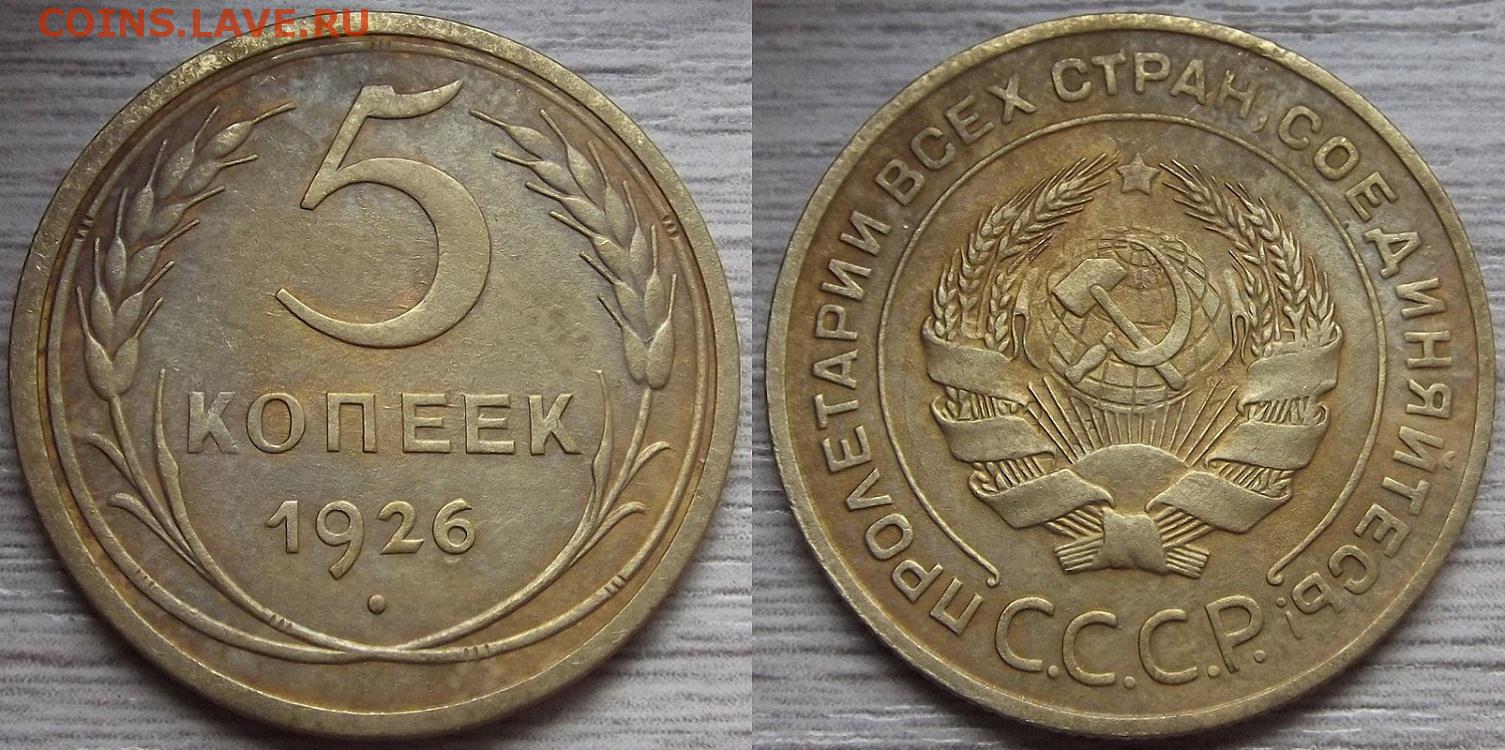 COINS.LAVE.RU
5
КОПЕЕК
1926
ПРОЛЕТАРИИ ВСЕХ СТРАН, СОЕДИНЯЙТЕСЬ!
С.С.С.Р.